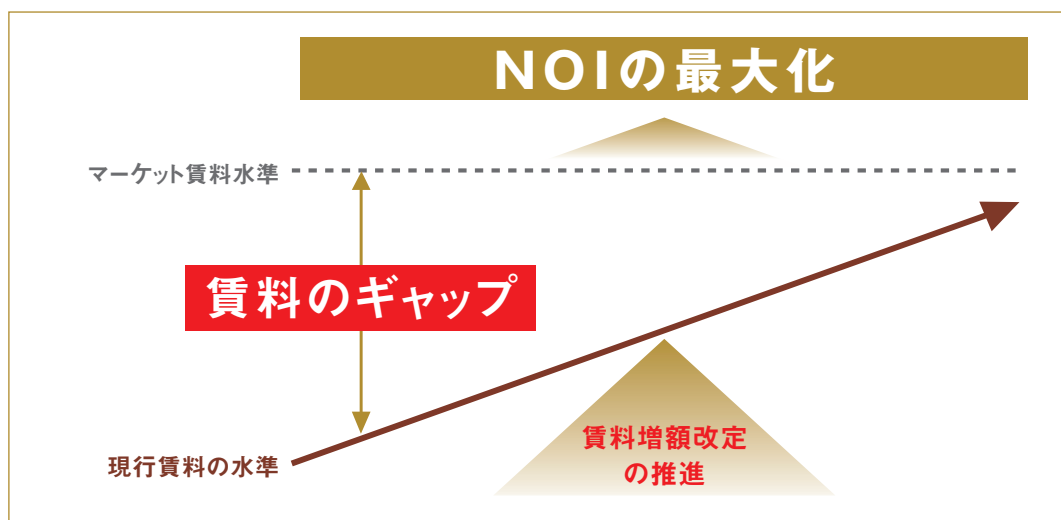 NOIの最大化
マーケット賃料水準
賃料のギャップ
賃料増額改定
の推進
現行賃料の水準